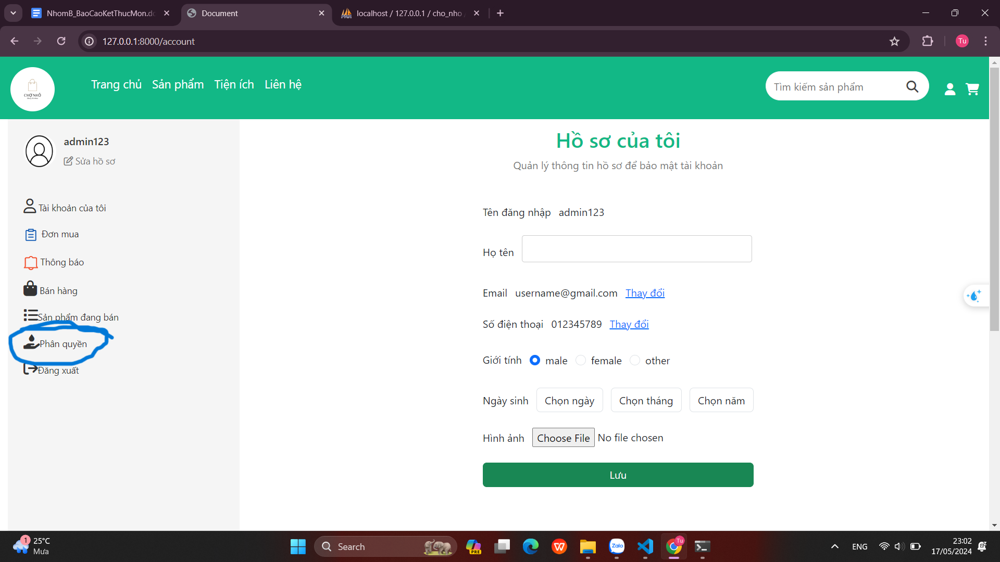 NhomB_BaoCaoKetThucMon.do
Document
localhost / 127.0.0.1 / cho_nho /
127.0.0.1:8000/account
Tu
CHỢ NHỎ
Trang chủ Sản phẩm Tiện ích Liên hệ
Tìm kiếm sản phẩm
admin123
Sửa hồ sơ
Tài khoản của tôi
Đơn mua
Thông báo
Bán hàng
Sản phẩm đang bán
Phân quyền
Đăng xuất
Hồ sơ của tôi
Quản lý thông tin hồ sơ để bảo mật tài khoản
Tên đăng nhập admin123
Họ tên
Email username@gmail.com Thay đổi
Số điện thoại 012345789 Thay đổi
Giới tính male female other
Ngày sinh Chọn ngày Chọn tháng Chọn năm
Hình ảnh Choose File No file chosen
Lưu
1
25°C
Mưa
Search
PRE
Zalo
Tu
ENG
23:02
17/05/2024